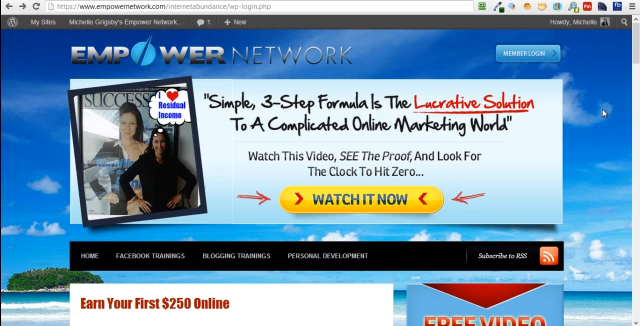 https://www.empowernetwork.com/internetabundance/wp-login.php
My Sites Michelle Grigsby's Empower Network... 1 + New Howdy, Michelle
EMPOWER NETWORK
MEMBER LOGIN
SUCCESS
Residual
Income
"Simple, 3-Step Formula Is The Lucrative Solution
To A Complicated Online Marketing World"
Watch This Video, SEE The Proof, And Look For
The Clock To Hit Zero...
WATCH IT NOW
HOME FACEBOOK TRAININGS BLOGGING TRAININGS PERSONAL DEVELOPMENT Subscribe to RSS
Earn Your First $250 Online
FREE VIDEO